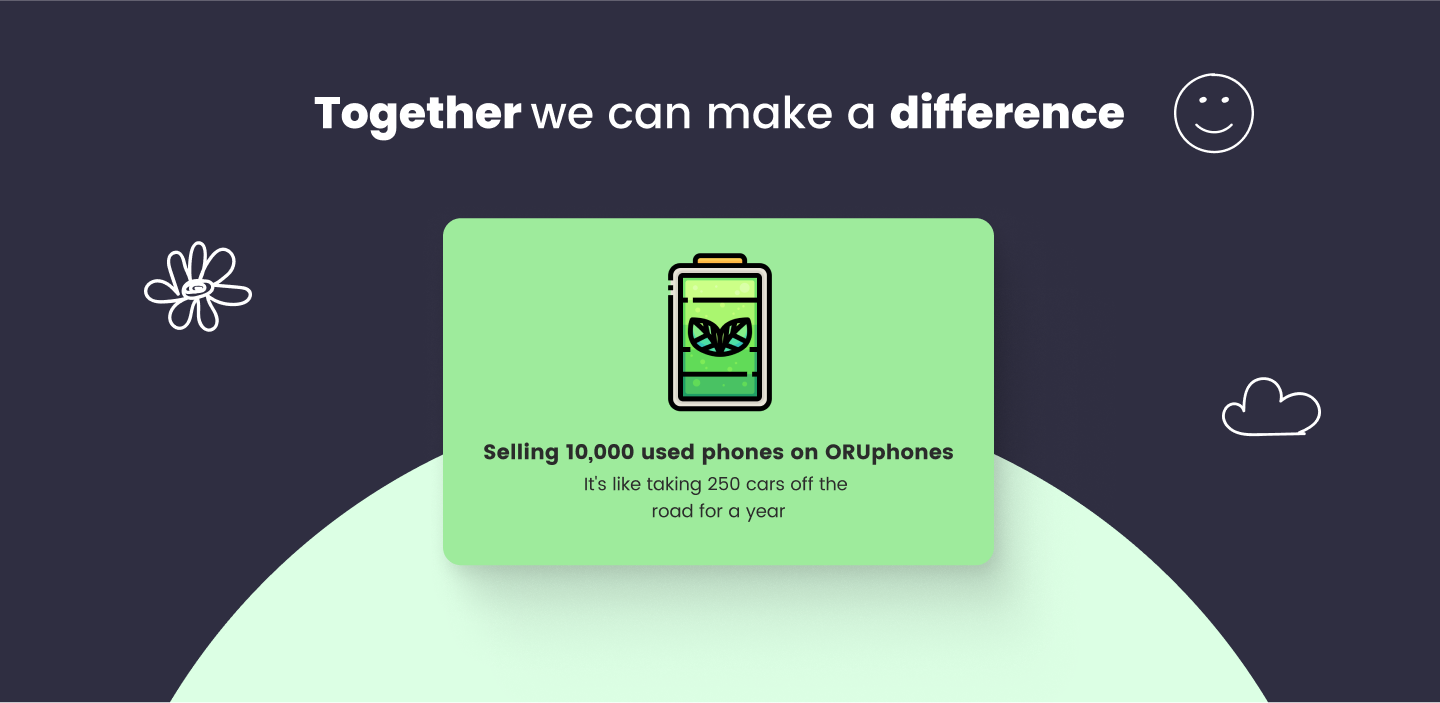 Together we can make a difference
Selling 10,000 used phones on ORUphones
It's like taking 250 cars off the
road for a year